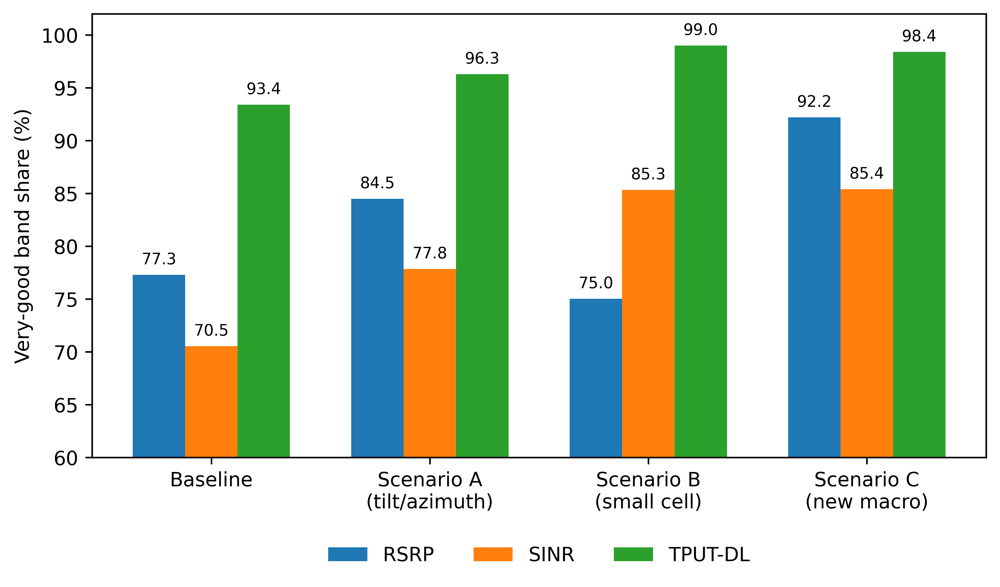 Very-good band share (%)
100
95
90
85
80
75
70
65
60
77.3
70.5
93.4
84.5
77.8
96.3
75.0
85.3
99.0
92.2
85.4
98.4
Baseline
Scenario A
(tilt/azimuth)
Scenario B
(small cell)
Scenario C
(new macro)
RSRP
SINR
TPUT-DL